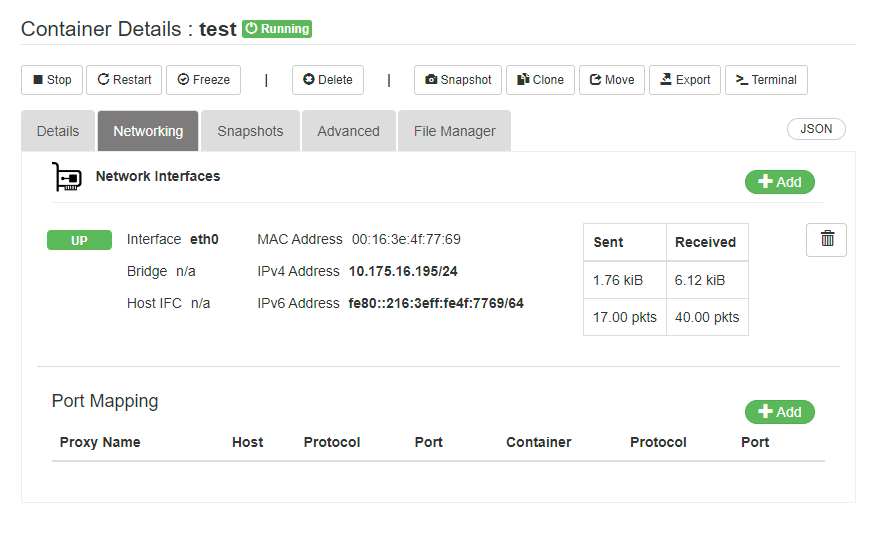 Container Details : test Running
Stop Restart Freeze | Delete | Snapshot Clone Move Export Terminal
Details Networking Snapshots Advanced File Manager JSON
Network Interfaces
Add
UP Interface eth0 MAC Address 00:16:3e:4f:77:69 Sent Received
Bridge n/a IPv4 Address 10.175.16.195/24 1.76 kiB 6.12 kiB
Host IFC n/a IPv6 Address fe80::216:3eff:fe4f:7769/64
17.00 pkts 40.00 pkts
Port Mapping
Add
Proxy Name Host Protocol Port Container Protocol Port